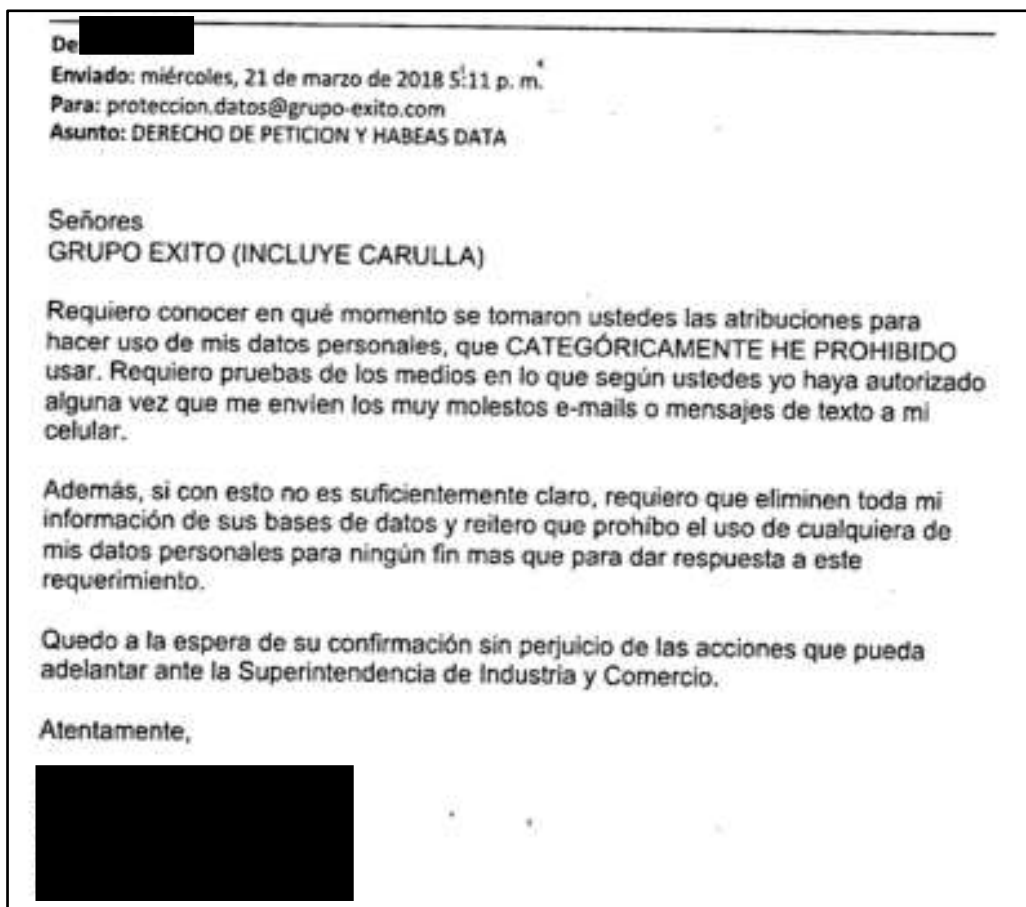 De
Enviado: miércoles, 21 de marzo de 2018 5:11 p. m.
Para: proteccion.datos@grupo-exito.com
Asunto: DERECHO DE PETICION Y HABEAS DATA
Señores
GRUPO EXITO (INCLUYE CARULLA)
Requiero conocer en qué momento se tomaron ustedes las atribuciones para
hacer uso de mis datos personales, que CATEGÓRICAMENTE HE PROHIBIDO
usar. Requiero pruebas de los medios en lo que según ustedes yo haya autorizado
alguna vez que me envíen los muy molestos e-mails o mensajes de texto a mi
celular.
Además, si con esto no es suficientemente claro, requiero que eliminen toda mi
información de sus bases de datos y reitero que prohíbo el uso de cualquiera de
mis datos personales para ningún fin mas que para dar respuesta a este
requerimiento.
Quedo a la espera de su confirmación sin perjuicio de las acciones que pueda
adelantar ante la Superintendencia de Industria y Comercio.
Atentamente,